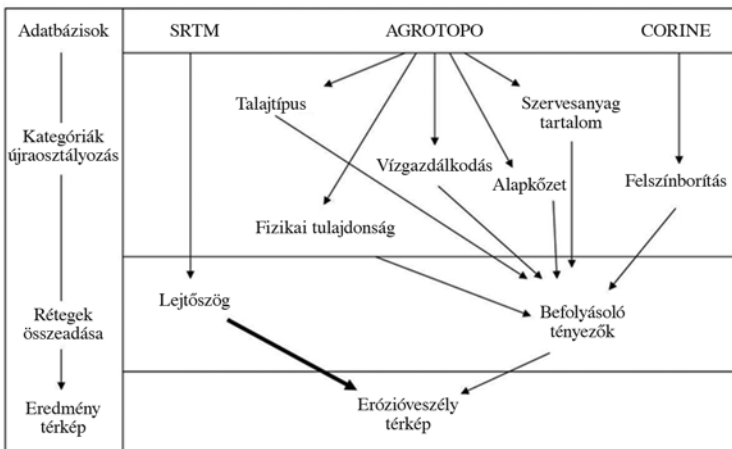 Adatbázisok
SRTM
AGROTOPO
CORINE
Talajtípus
Szervesanyag
tartalom
Kategóriák
újraosztályozás
Vízgazdálkodás
Alapkőzet
Felszínborítás
Fizikai tulajdonság
Lejtőszög
Rétegek
összeadása
Befolyásoló
tényezők
Eredmény
térkép
Erózióveszély
térkép